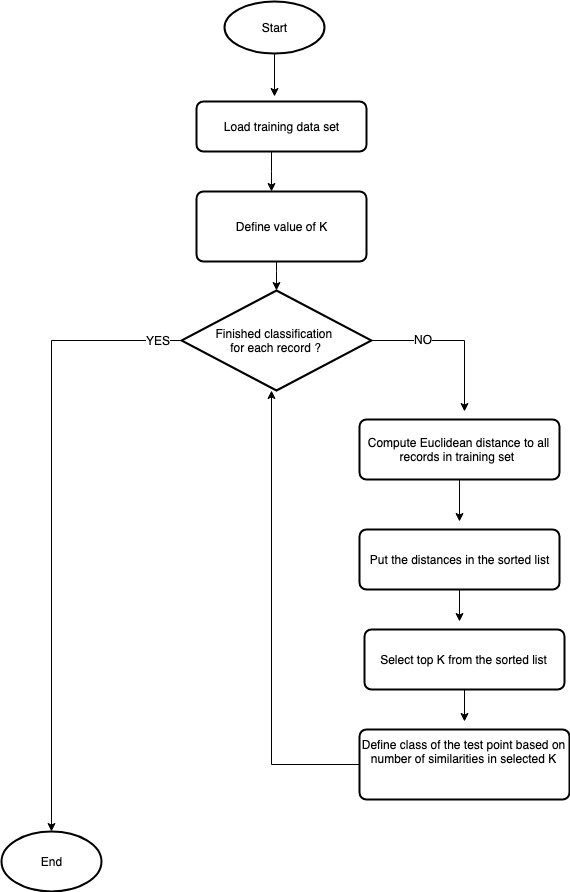 Start
Load training data set
Define value of K
Finished classification
for each record ?
YES
NO
Compute Euclidean distance to all
records in training set
Put the distances in the sorted list
Select top K from the sorted list
Define class of the test point based on
number of similarities in selected K
End